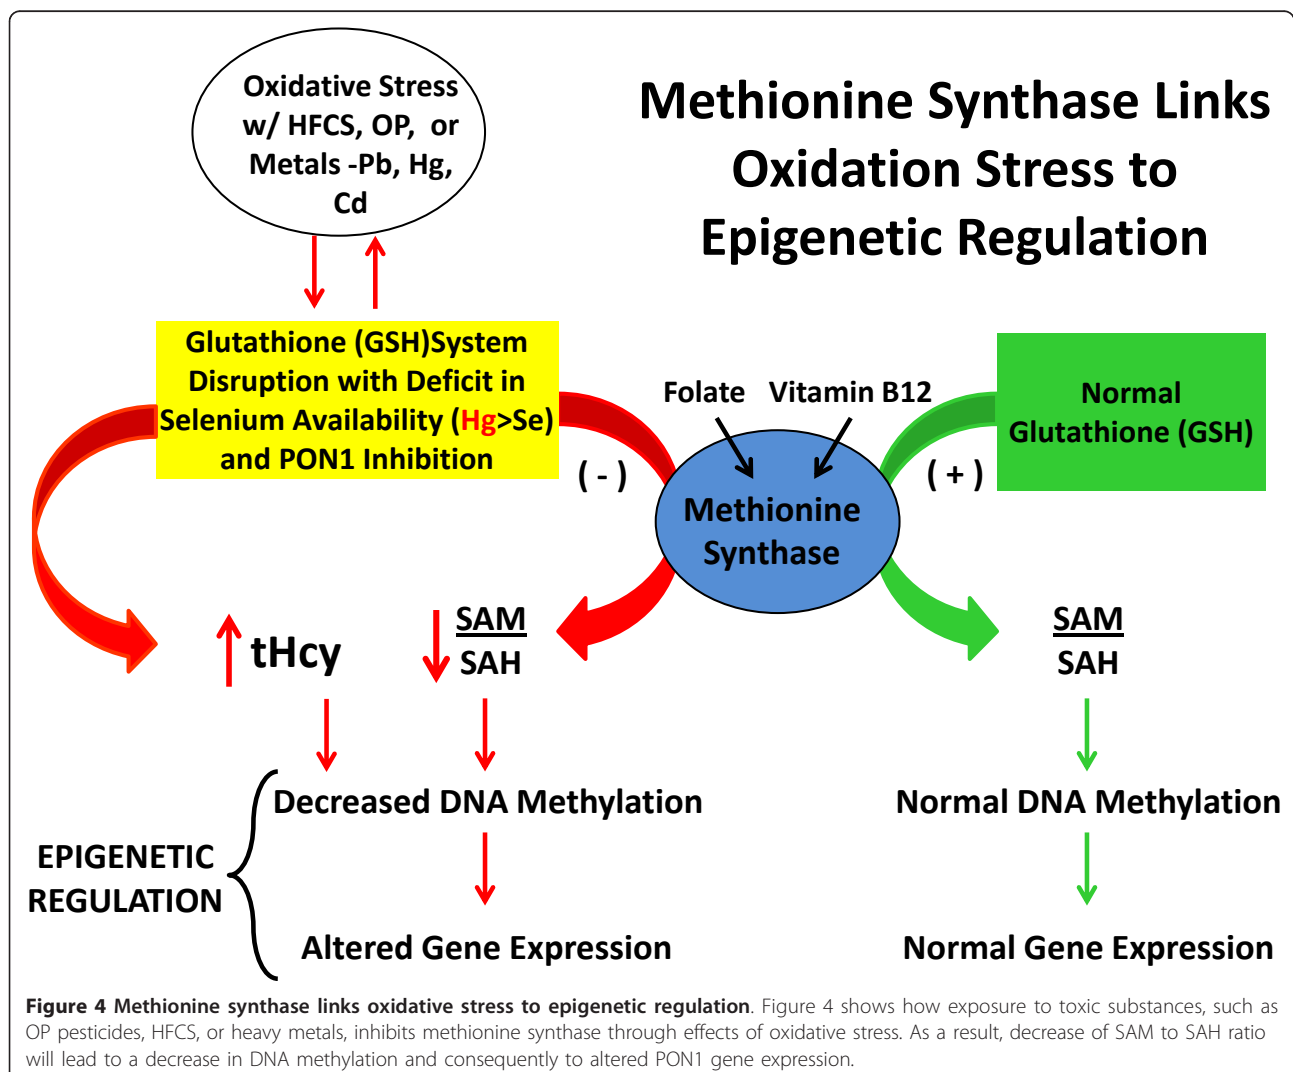 Oxidative Stress
w/ HFCS, OP, or
Metals -Pb, Hg,
Cd
Methionine Synthase Links
Oxidation Stress to
Epigenetic Regulation
Glutathione (GSH)System
Disruption with Deficit in
Selenium Availability (Hg>Se)
and PON1 Inhibition
( - )
Folate
Vitamin B12
Methionine
Synthase
( + )
Normal
Glutathione (GSH)
tHcy
SAM
SAH
SAM
SAH
Decreased DNA Methylation
Normal DNA Methylation
EPIGENETIC
REGULATION
Altered Gene Expression
Normal Gene Expression
Figure 4 Methionine synthase links oxidative stress to epigenetic regulation. Figure 4 shows how exposure to toxic substances, such as
OP pesticides, HFCS, or heavy metals, inhibits methionine synthase through effects of oxidative stress. As a result, decrease of SAM to SAH ratio
will lead to a decrease in DNA methylation and consequently to altered PON1 gene expression.